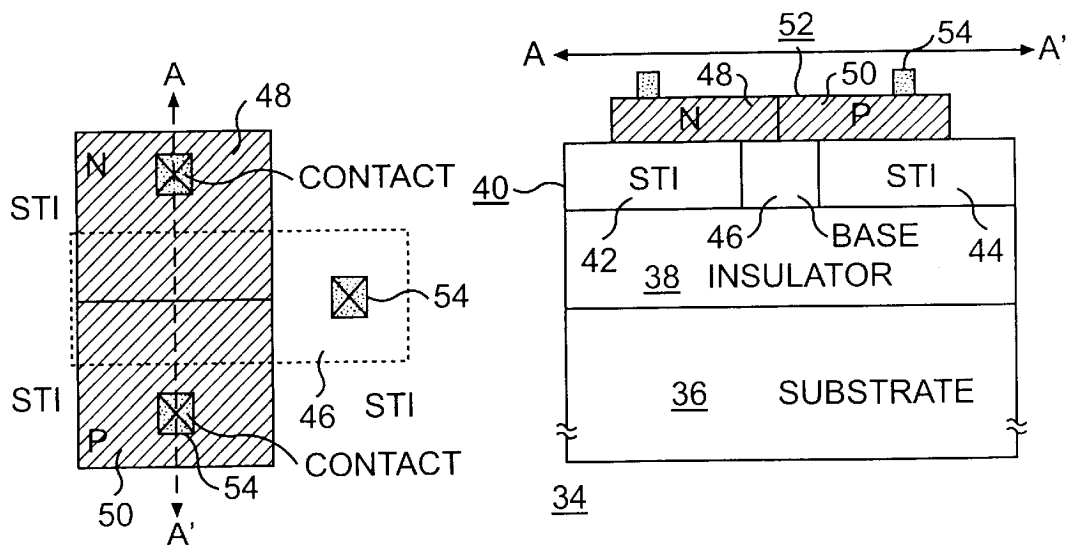 A
48
N
CONTACT
STI
54
STI
46
STI
P
CONTACT
54
50
A'
52
54
A
A'
48
50
N
P
40
STI
STI
42
46
BASE
44
38
INSULATOR
36
SUBSTRATE
34